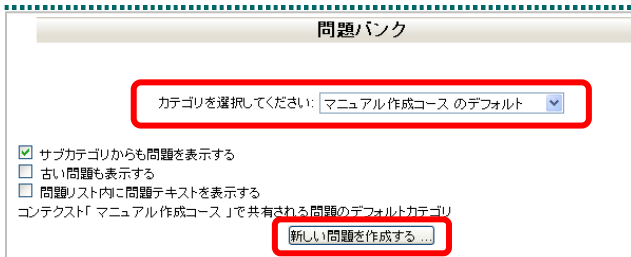 問題バンク
カテゴリを選択してください: マニュアル作成コース のデフォルト
サブカテゴリからも問題を表示する
古い問題も表示する
問題リスト内に問題テキストを表示する
コンテクスト「 マニュアル作成コース 」で共有される問題のデフォルトカテゴリ
新しい問題を作成する ...